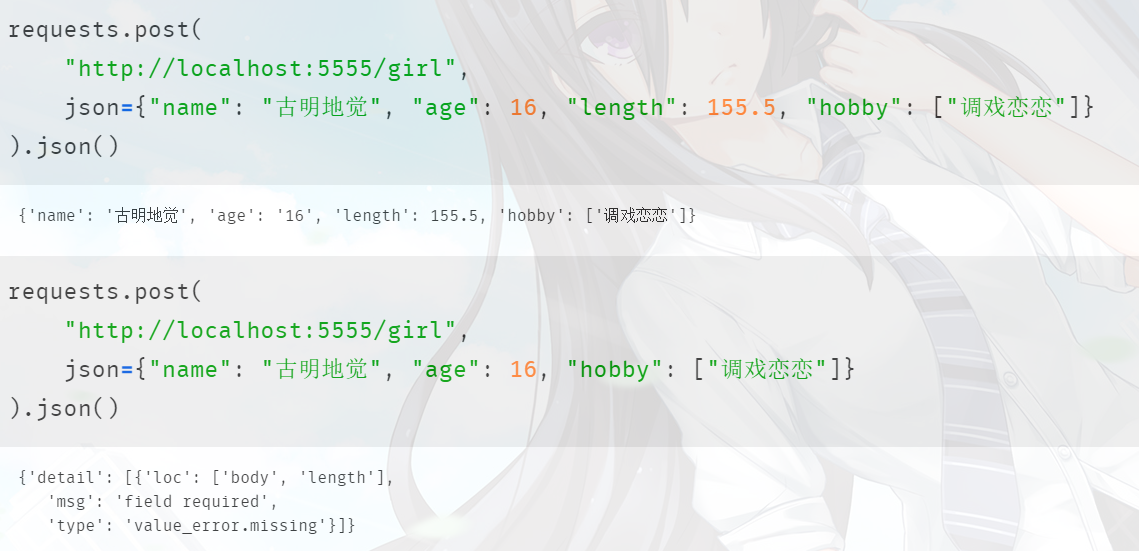 requests.post(
    "http://localhost:5555/girl",
    json={"name": "古明地觉", "age": 16, "length": 155.5, "hobby": ["调戏恋恋"]}
).json()
{'name': '古明地觉', 'age': '16', 'length': 155.5, 'hobby': ['调戏恋恋']}
requests.post(
    "http://localhost:5555/girl",
    json={"name": "古明地觉", "age": 16, "hobby": ["调戏恋恋"]}
).json()
{'detail': [{'loc': ['body', 'length'],
   'msg': 'field required',
   'type': 'value_error.missing'}]}